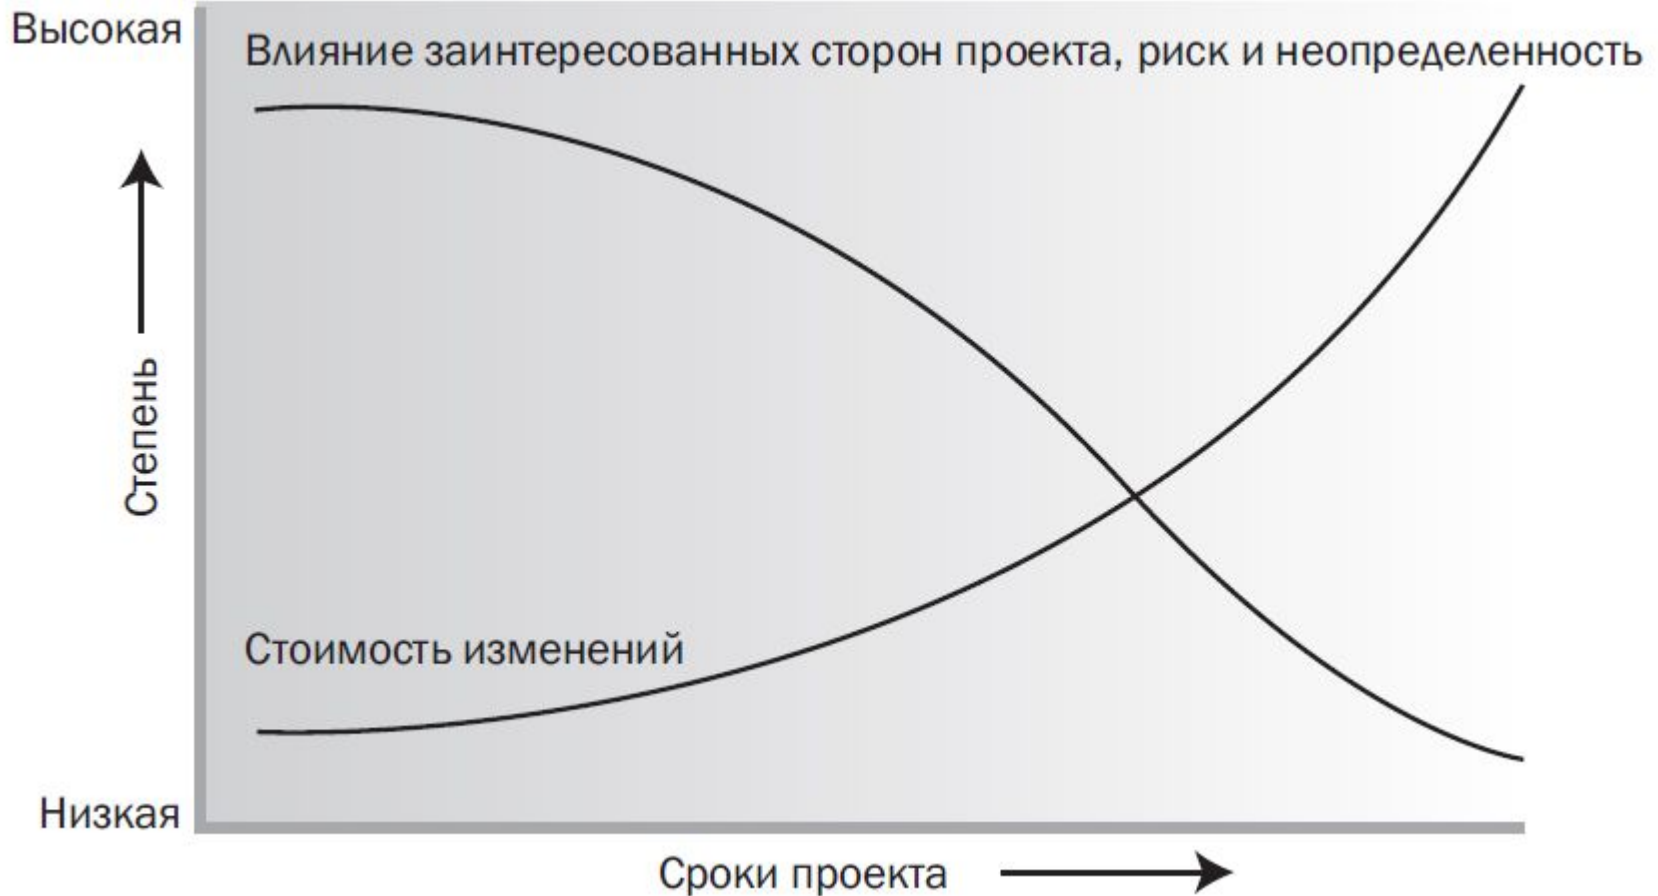 Высокая
Влияние заинтересованных сторон проекта, риск и неопределенность
Степень
Стоимость изменений
Низкая
Сроки проекта